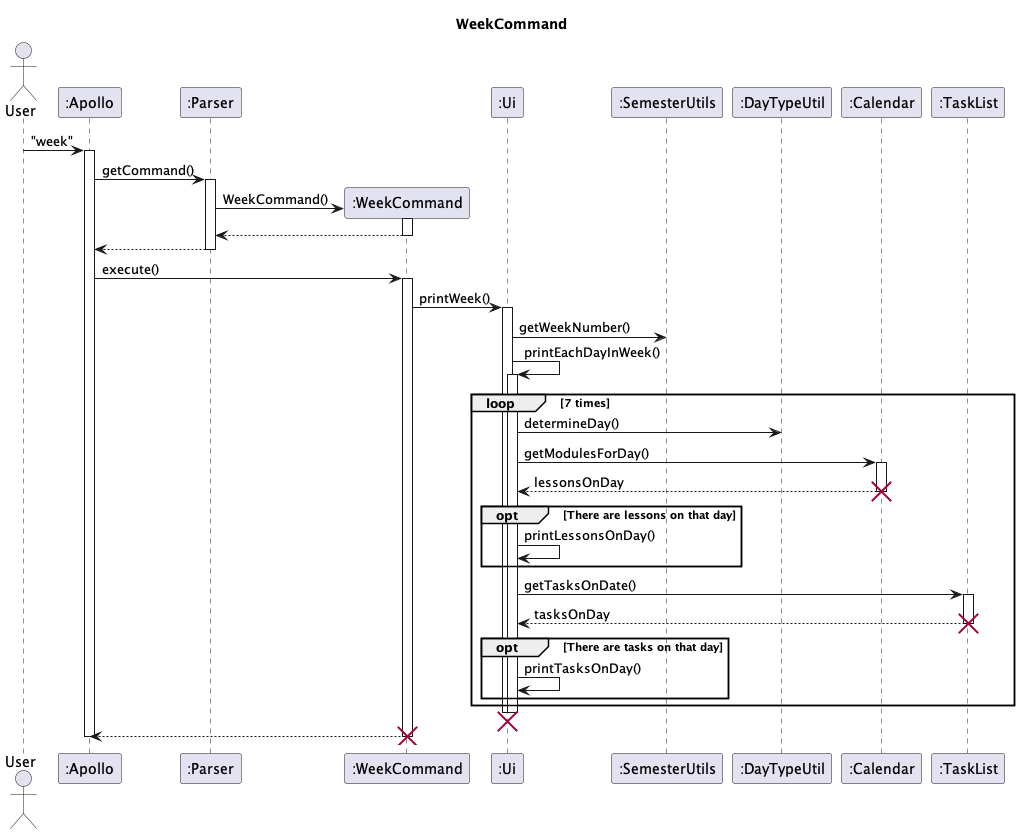 WeekCommand
User
:Apollo
:Parser
:Ui
:SemesterUtils
:DayTypeUtil
:Calendar
:TaskList
"week"
getCommand()
WeekCommand()
:WeekCommand
execute()
printWeek()
getWeekNumber()
printEachDayInWeek()
loop [7 times]
determineDay()
getModulesForDay()
lessonsOnDay
opt [There are lessons on that day]
printLessonsOnDay()
getTasksOnDate()
tasksOnDay
opt [There are tasks on that day]
printTasksOnDay()
User
:Apollo
:Parser
:WeekCommand
:Ui
:SemesterUtils
:DayTypeUtil
:Calendar
:TaskList